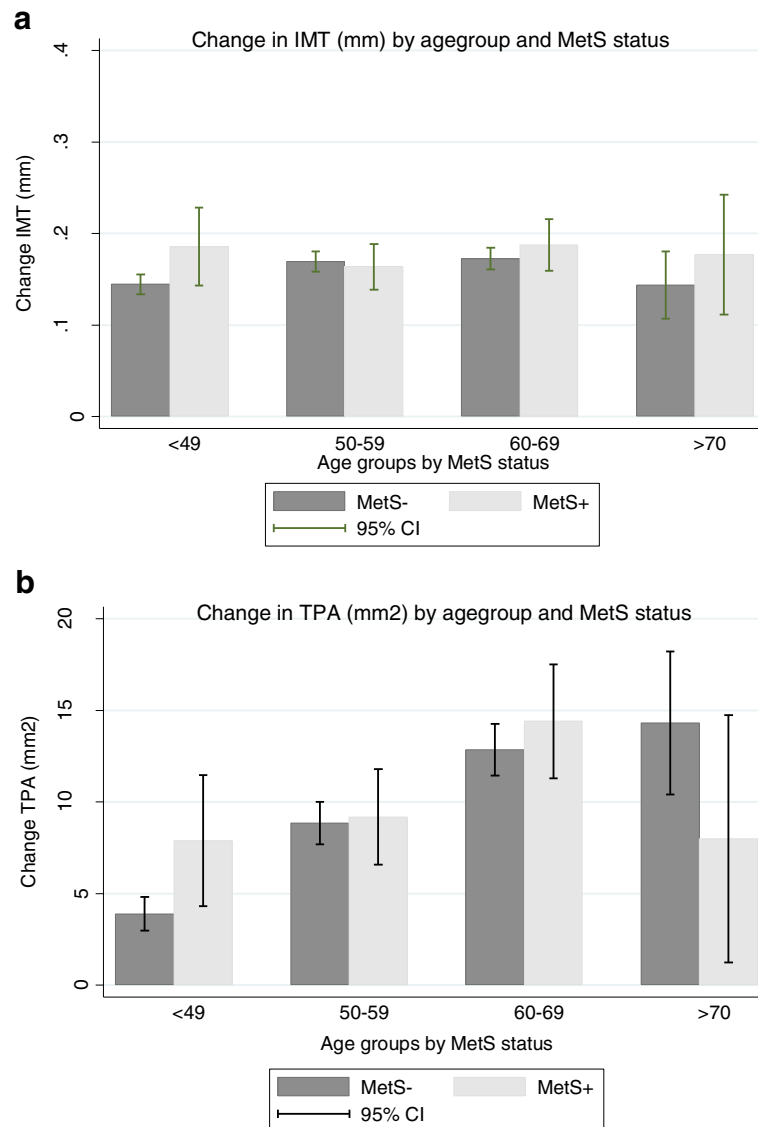 a
Change in IMT (mm) by agegroup and MetS status
.4
.3
.2
.1
0
Change IMT (mm)
<49 50-59 60-69 >70
Age groups by MetS status
MetS- MetS+
95% CI
b
Change in TPA (mm2) by agegroup and MetS status
20
15
10
5
0
Change TPA (mm2)
<49 50-59 60-69 >70
Age groups by MetS status
MetS- MetS+
95% CI